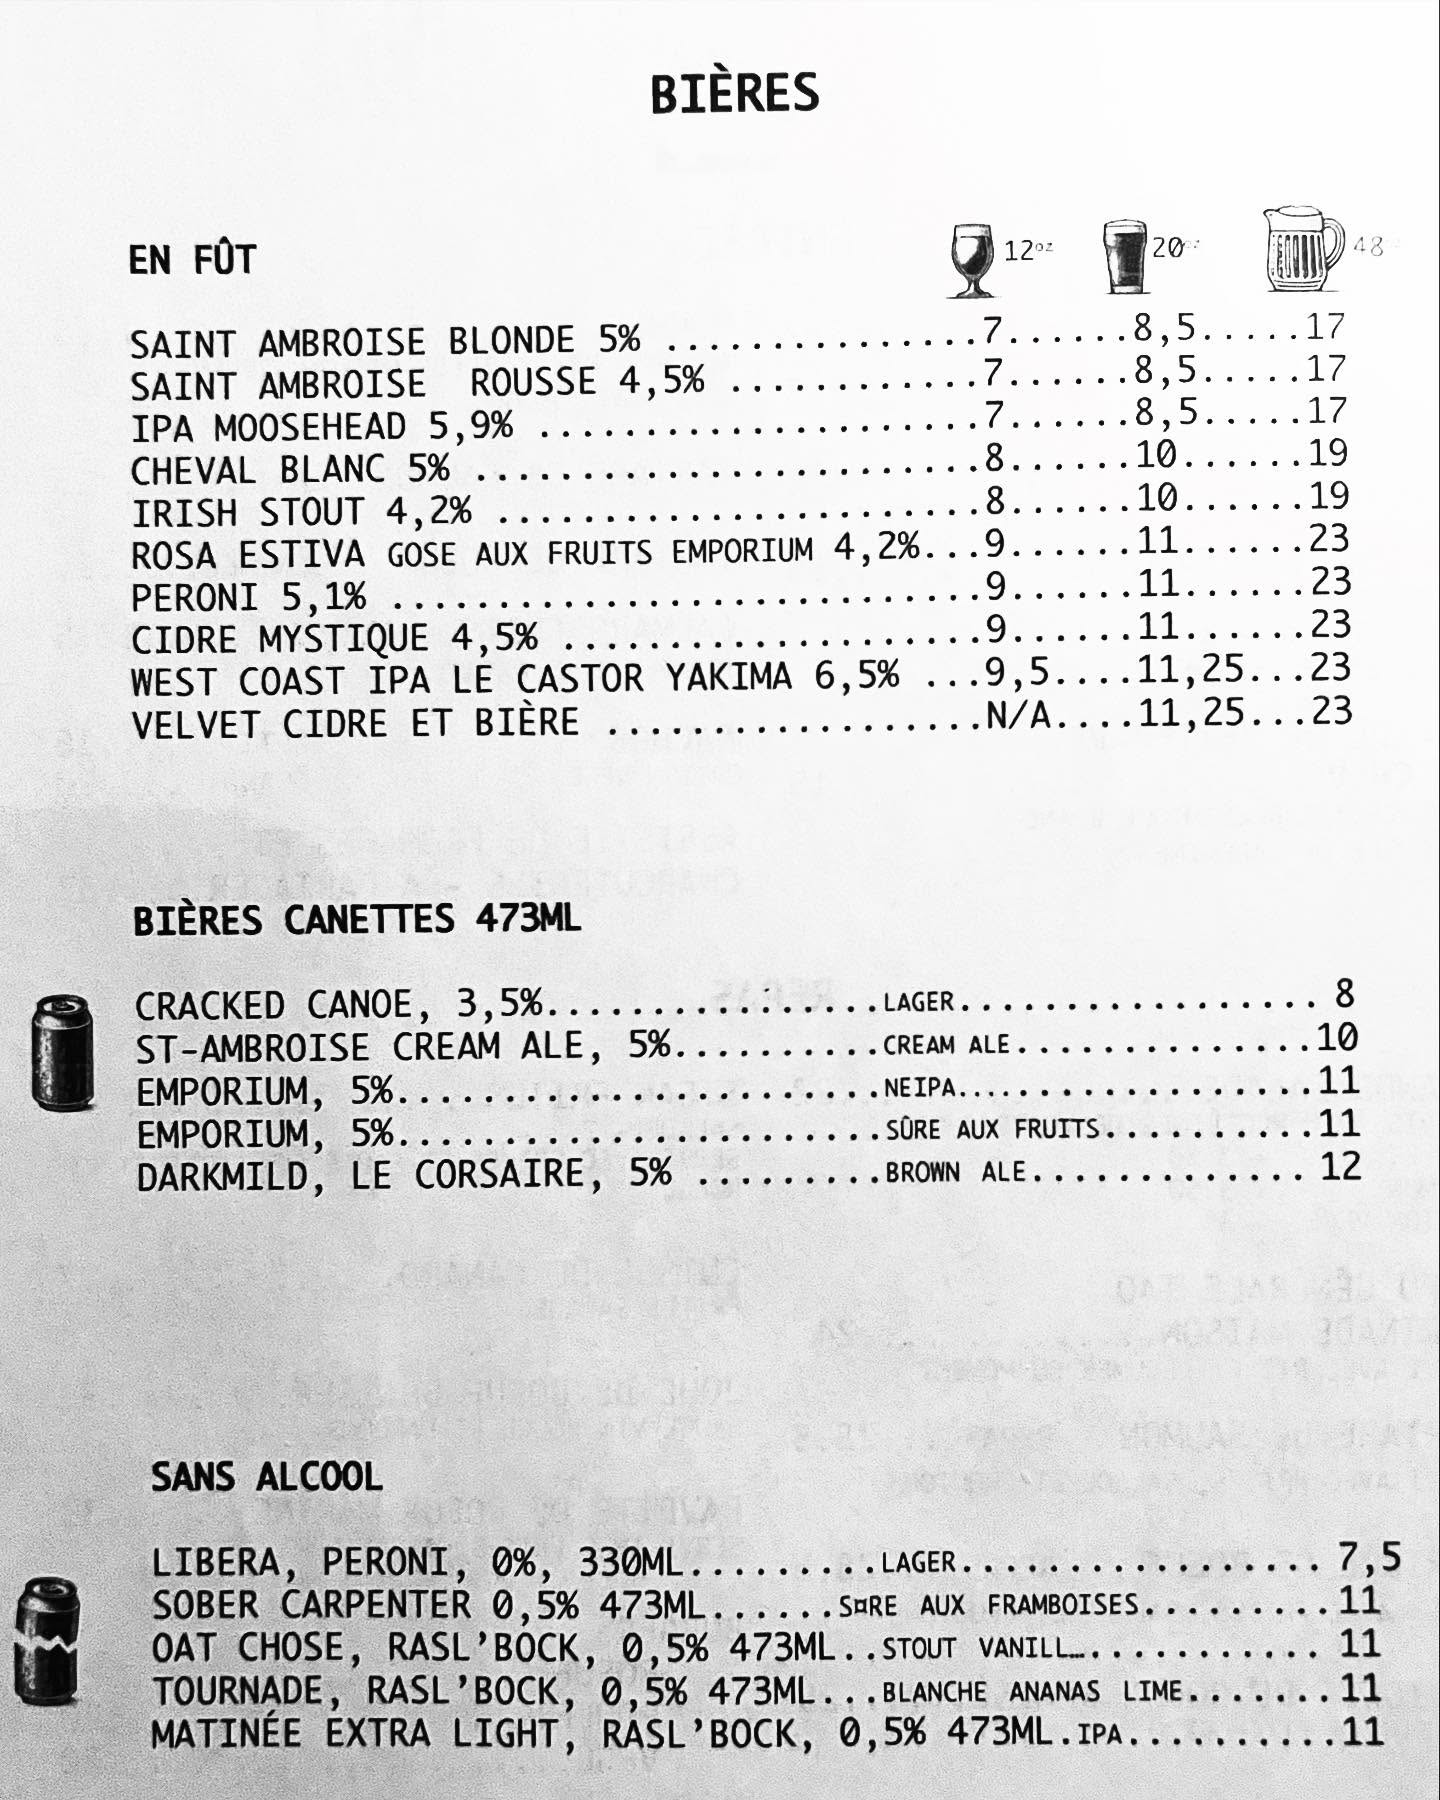 BIÈRES
EN FÛT 12oz 20oz 48
SAINT AMBROISE BLONDE 5% ...............7......8,5.....17
SAINT AMBROISE  ROUSSE 4,5% ............7......8,5.....17
IPA MOOSEHEAD 5,9% .....................7......8,5.....17
CHEVAL BLANC 5% ........................8......10......19
IRISH STOUT 4,2% .......................8......10......19
ROSA ESTIVA GOSE AUX FRUITS EMPORIUM 4,2%...9......11......23
PERONI 5,1% ............................9......11......23
CIDRE MYSTIQUE 4,5% ....................9......11......23
WEST COAST IPA LE CASTOR YAKIMA 6,5% ...9,5....11,25...23
VELVET CIDRE ET BIÈRE ..................N/A....11,25...23
BIÈRES CANETTES 473ML
CRACKED CANOE, 3,5%................LAGER................. 8
ST-AMBROISE CREAM ALE, 5%..........CREAM ALE..............10
EMPORIUM, 5%.......................NEIPA..................11
EMPORIUM, 5%.......................SÛRE AUX FRUITS..........11
DARKMILD, LE CORSAIRE, 5% .........BROWN ALE............. 12
SANS ALCOOL
LIBERA, PERONI, 0%, 330ML.........LAGER................. 7,5
SOBER CARPENTER 0,5% 473ML......S¤RE AUX FRAMBOISES.........11
OAT CHOSE, RASL’BOCK, 0,5% 473ML..STOUT VANILL…........... 11
TOURNADE, RASL’BOCK, 0,5% 473ML...BLANCHE ANANAS LIME.......11
MATINÉE EXTRA LIGHT, RASL’BOCK, 0,5% 473ML.IPA..........11